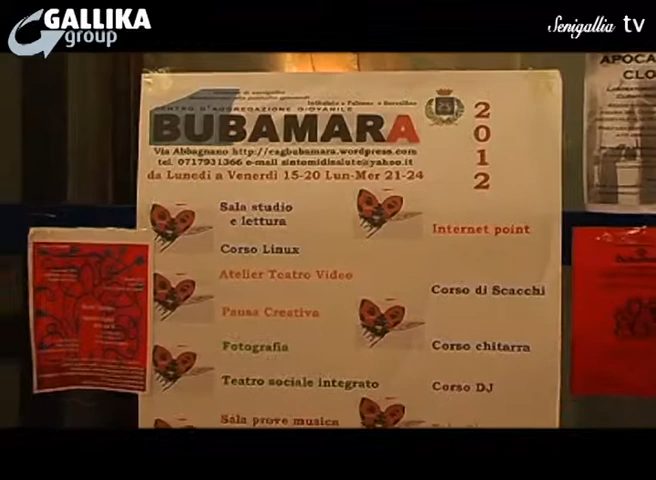 GALLIKA
group
Senigallia tv
CENTRO D'AGGREGAZIONE GIOVANILE
BUBAMARA
2012
Via Abbagnano http://cagbubamara.wordpress.com
tel. 0717931366 e-mail sintomidisalute@yahoo.it
da Lunedì a Venerdì 15-20 Lun-Mer 21-24
Sala studio
e lettura
Internet point
Corso Linux
Atelier Teatro Video
Corso di Scacchi
Pausa Creativa
Fotografia
Corso chitarra
Teatro sociale integrato
Corso DJ
Sala prove musica